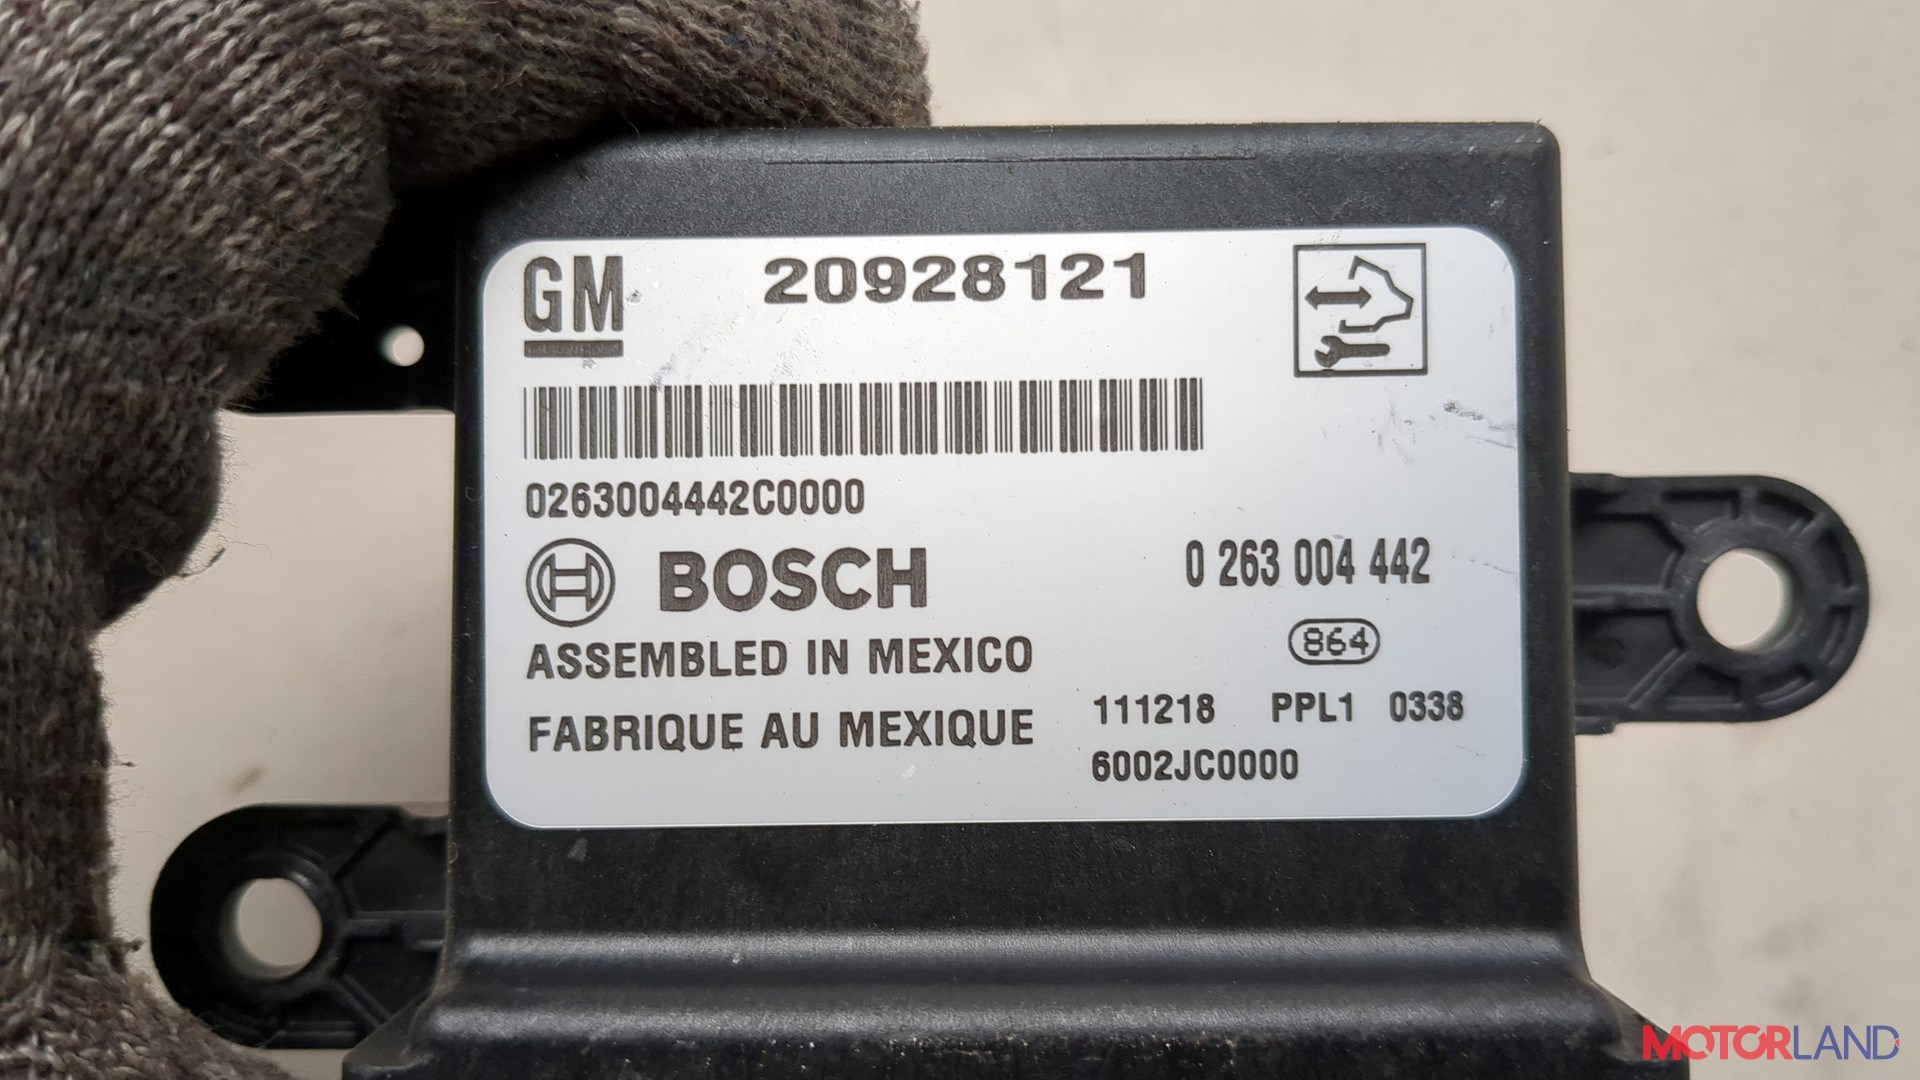 GM 20928121
0263004442C0000
BOSCH 0 263 004 442
864
ASSEMBLED IN MEXICO
FABRIQUE AU MEXIQUE
111218 PPL1 0338
6002JC0000
MOTORLAND